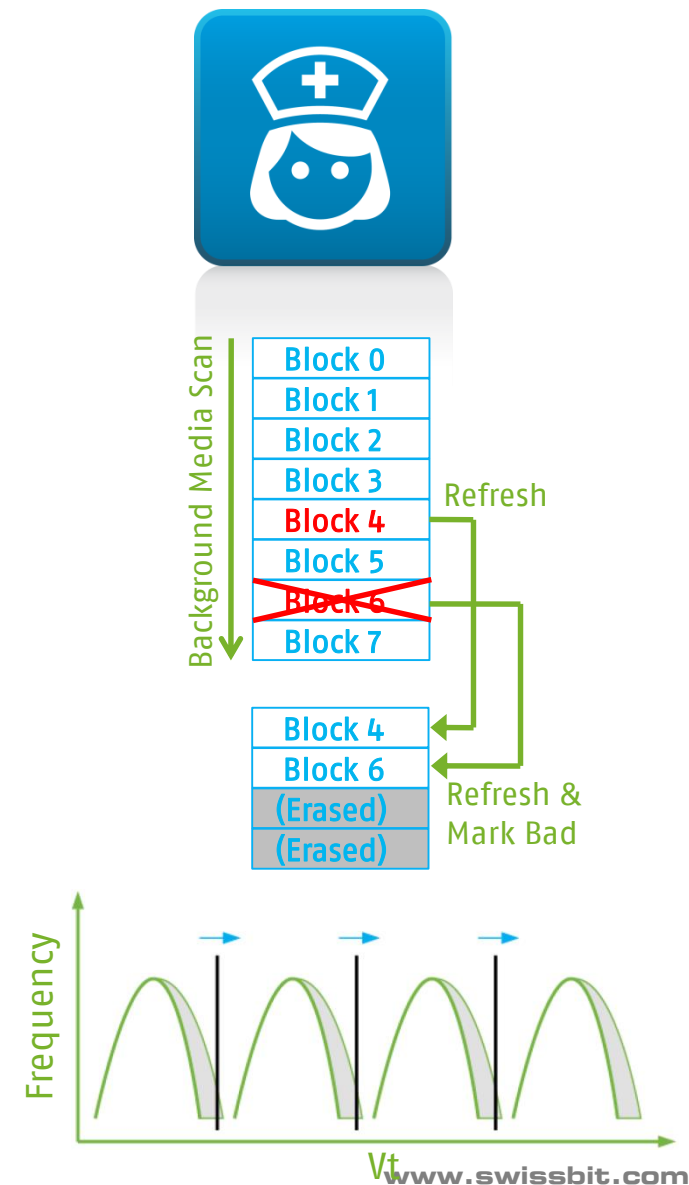 Background Media Scan
Block 0
Block 1
Block 2
Block 3
Block 4
Block 5
Block 6
Block 7
Refresh
Block 4
Block 6
(Erased)
(Erased)
Refresh &
Mark Bad
Frequency
Vt
www.swissbit.com